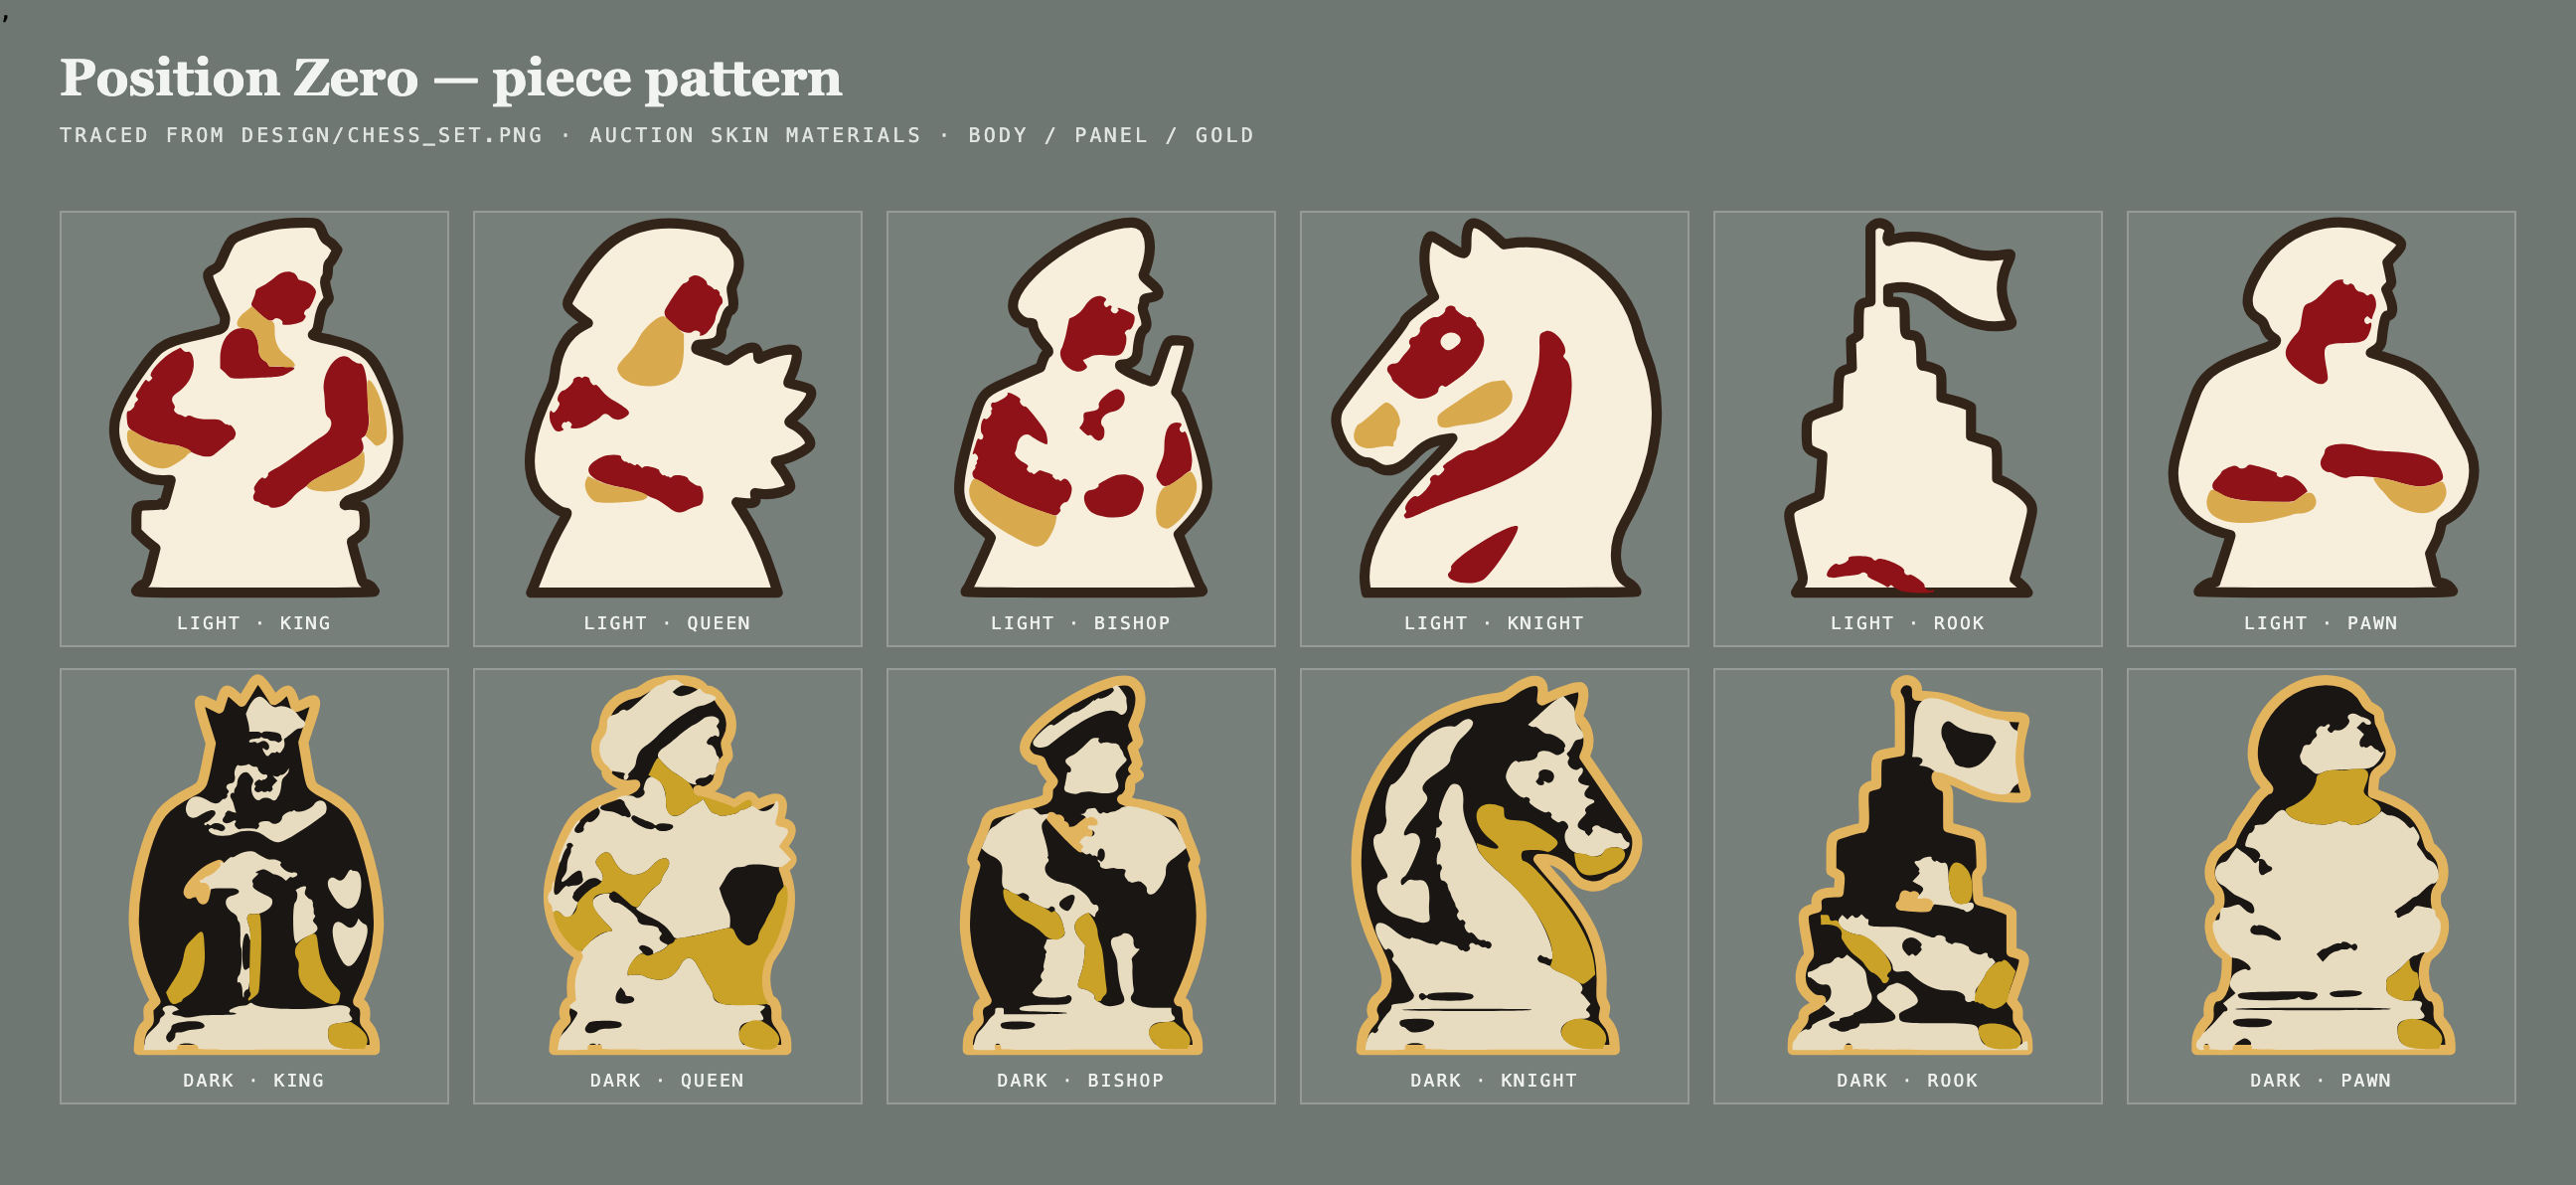 ,
Position Zero — piece pattern
TRACED FROM DESIGN/CHESS_SET.PNG · AUCTION SKIN MATERIALS · BODY / PANEL / GOLD
LIGHT · KING
LIGHT · QUEEN
LIGHT · BISHOP
LIGHT · KNIGHT
LIGHT · ROOK
LIGHT · PAWN
DARK · KING
DARK · QUEEN
DARK · BISHOP
DARK · KNIGHT
DARK · ROOK
DARK · PAWN